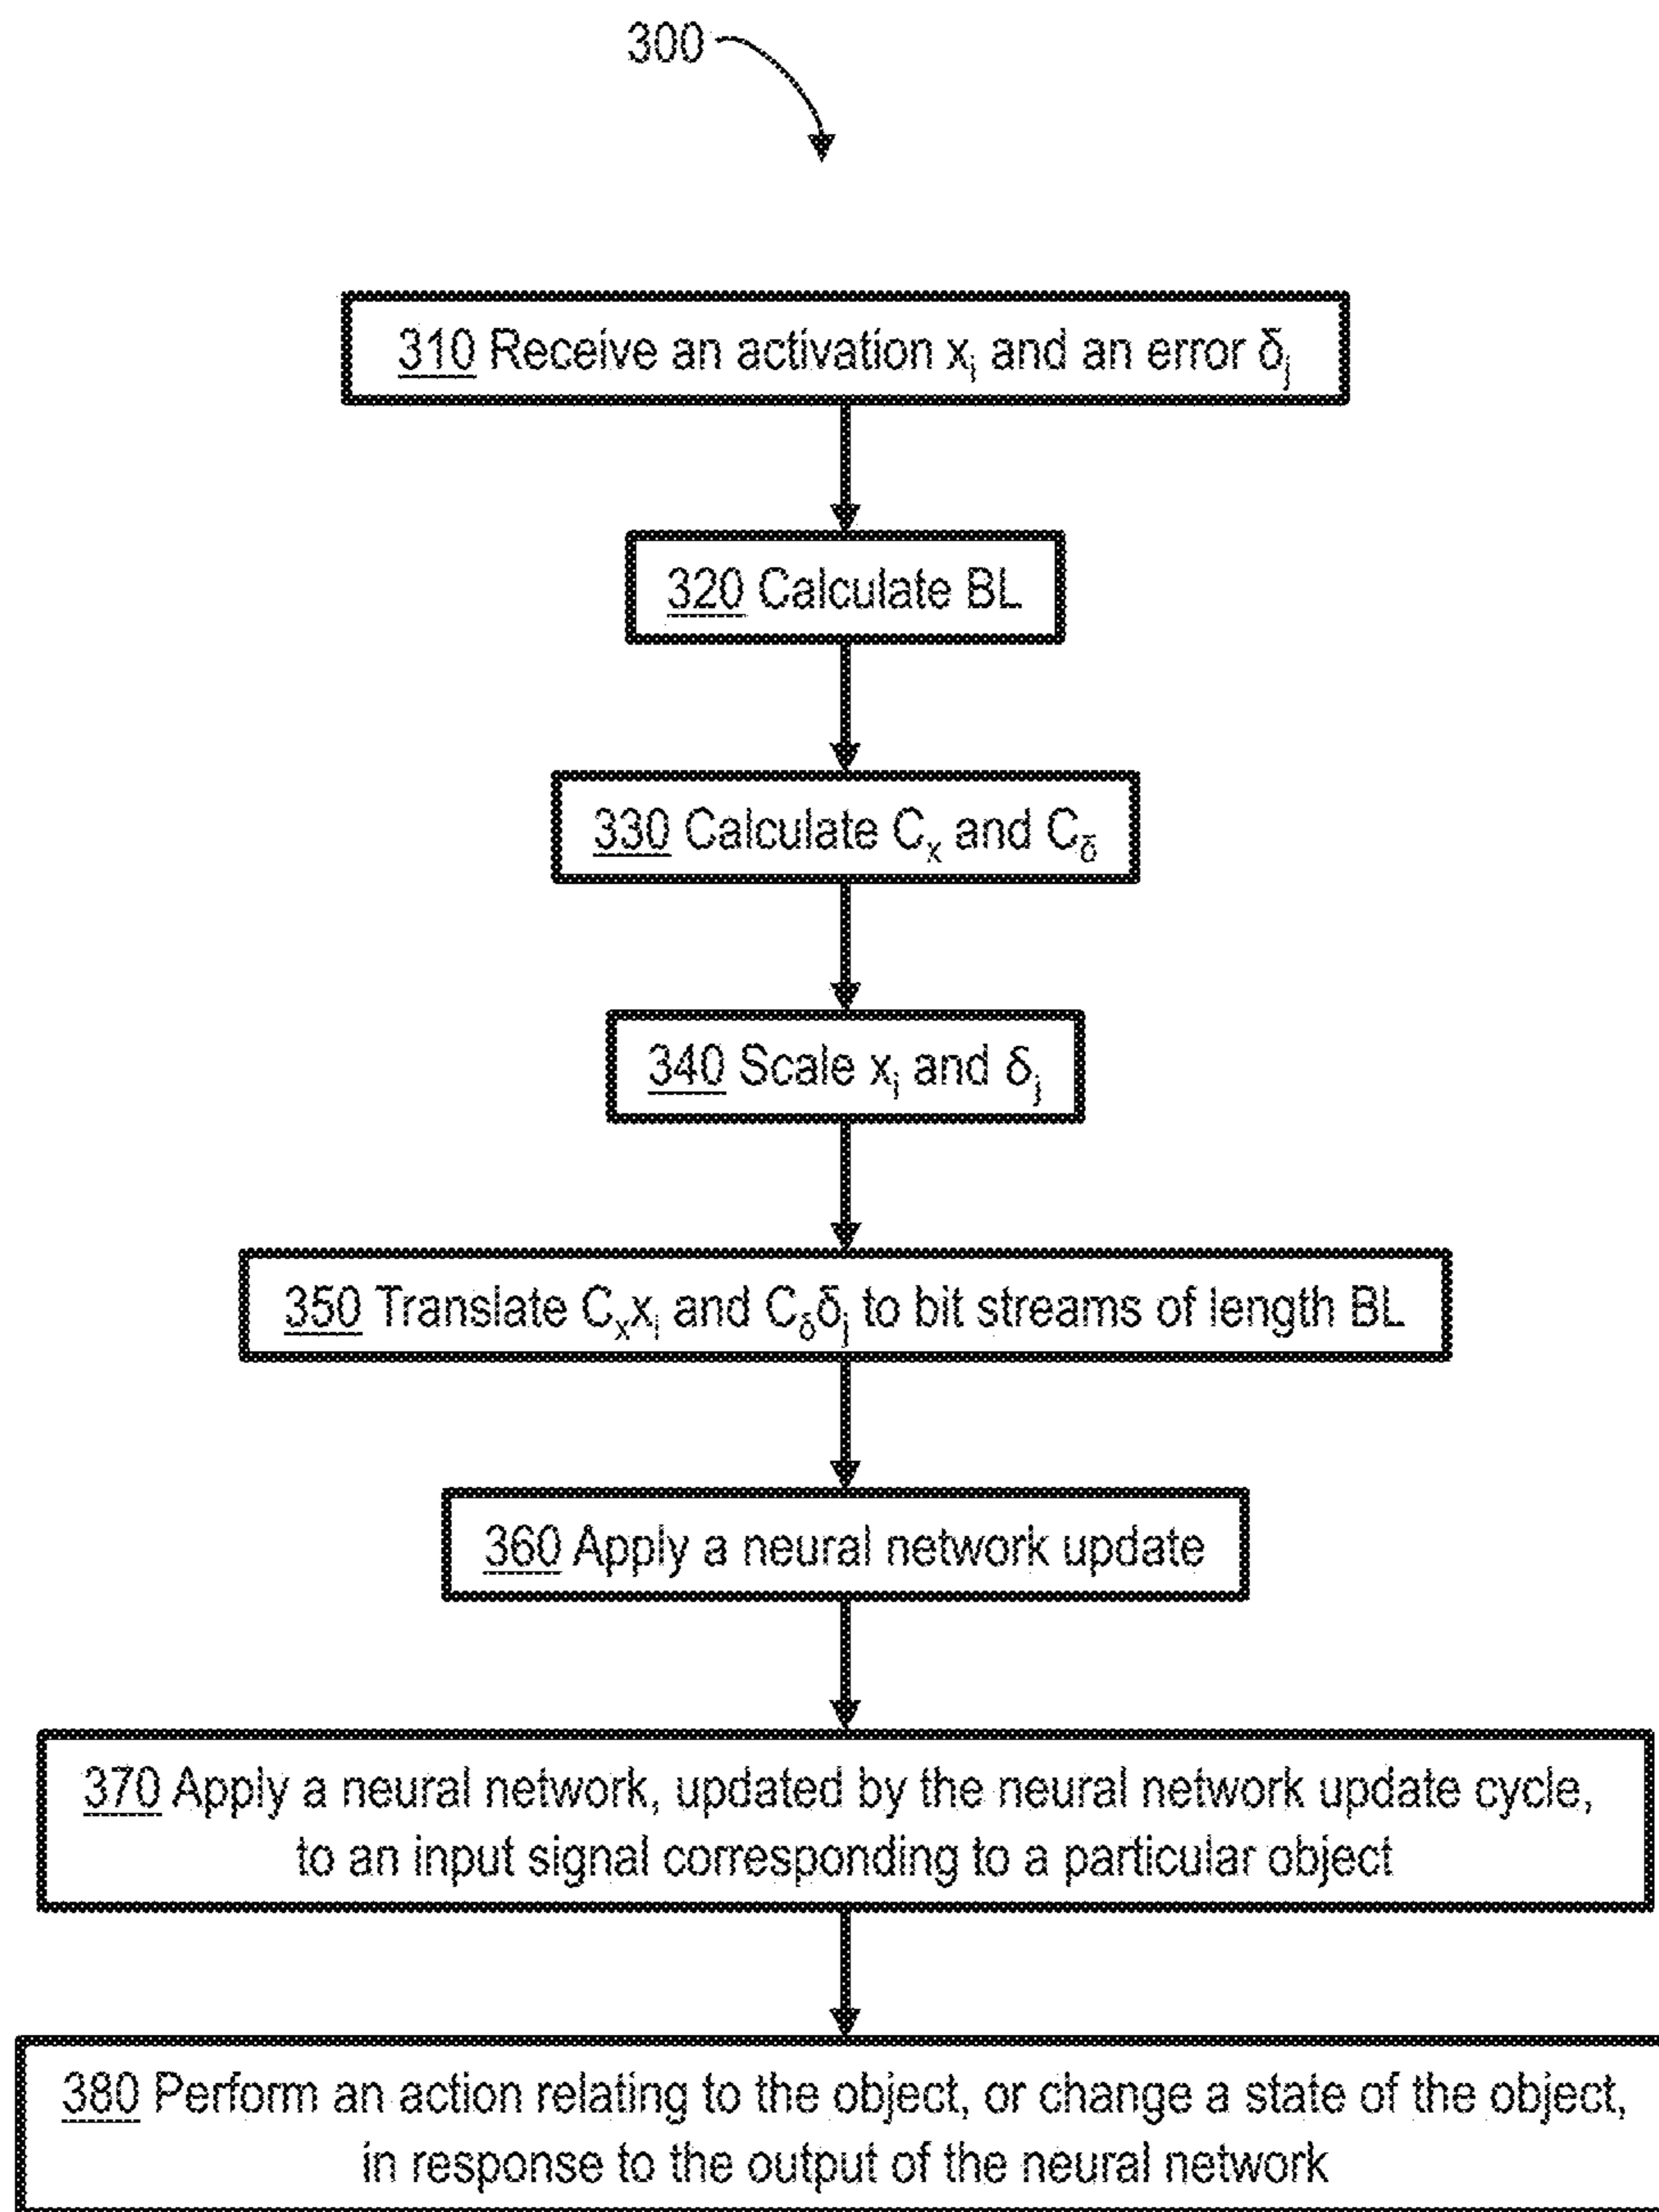 300
310 Receive an activation xᵢ and an error δⱼ
320 Calculate BL
330 Calculate Cₓ and C_δ
340 Scale xᵢ and δⱼ
350 Translate Cₓxᵢ and C_δδⱼ to bit streams of length BL
360 Apply a neural network update
370 Apply a neural network, updated by the neural network update cycle,
to an input signal corresponding to a particular object
380 Perform an action relating to the object, or change a state of the object,
in response to the output of the neural network